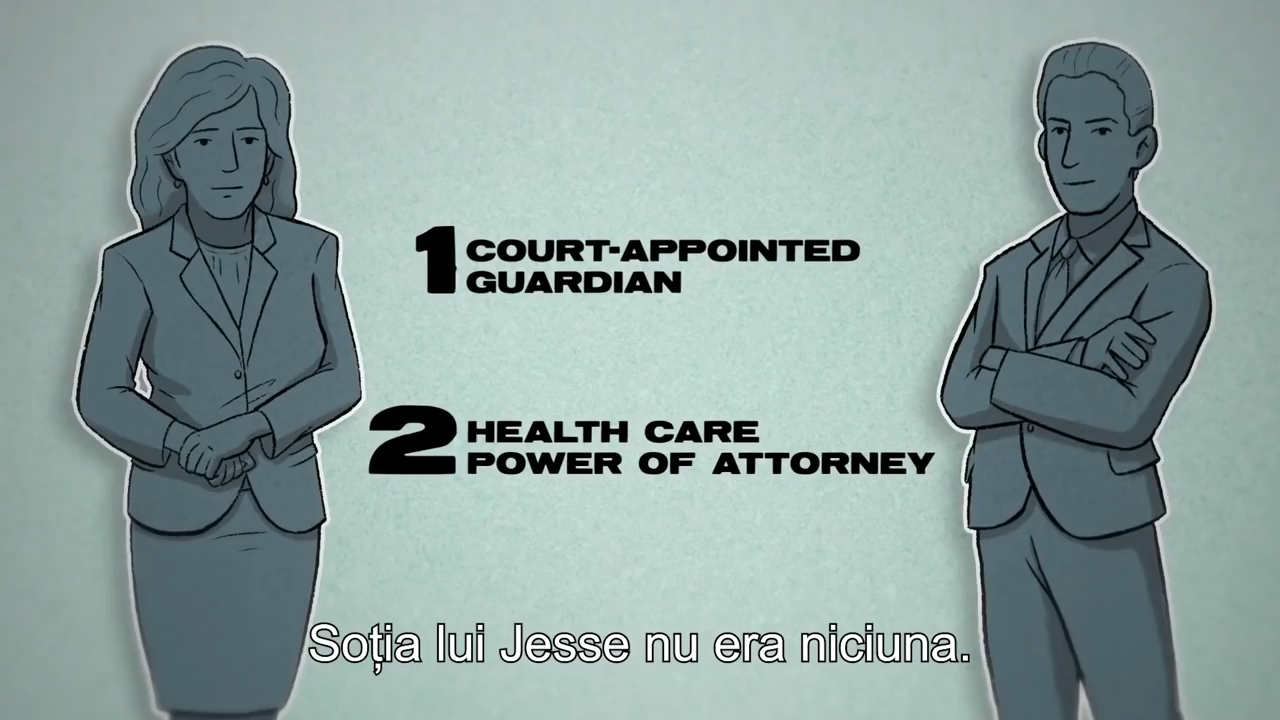 1 COURT-APPOINTED
GUARDIAN
2 HEALTH CARE
POWER OF ATTORNEY
Soția lui Jesse nu era niciuna.